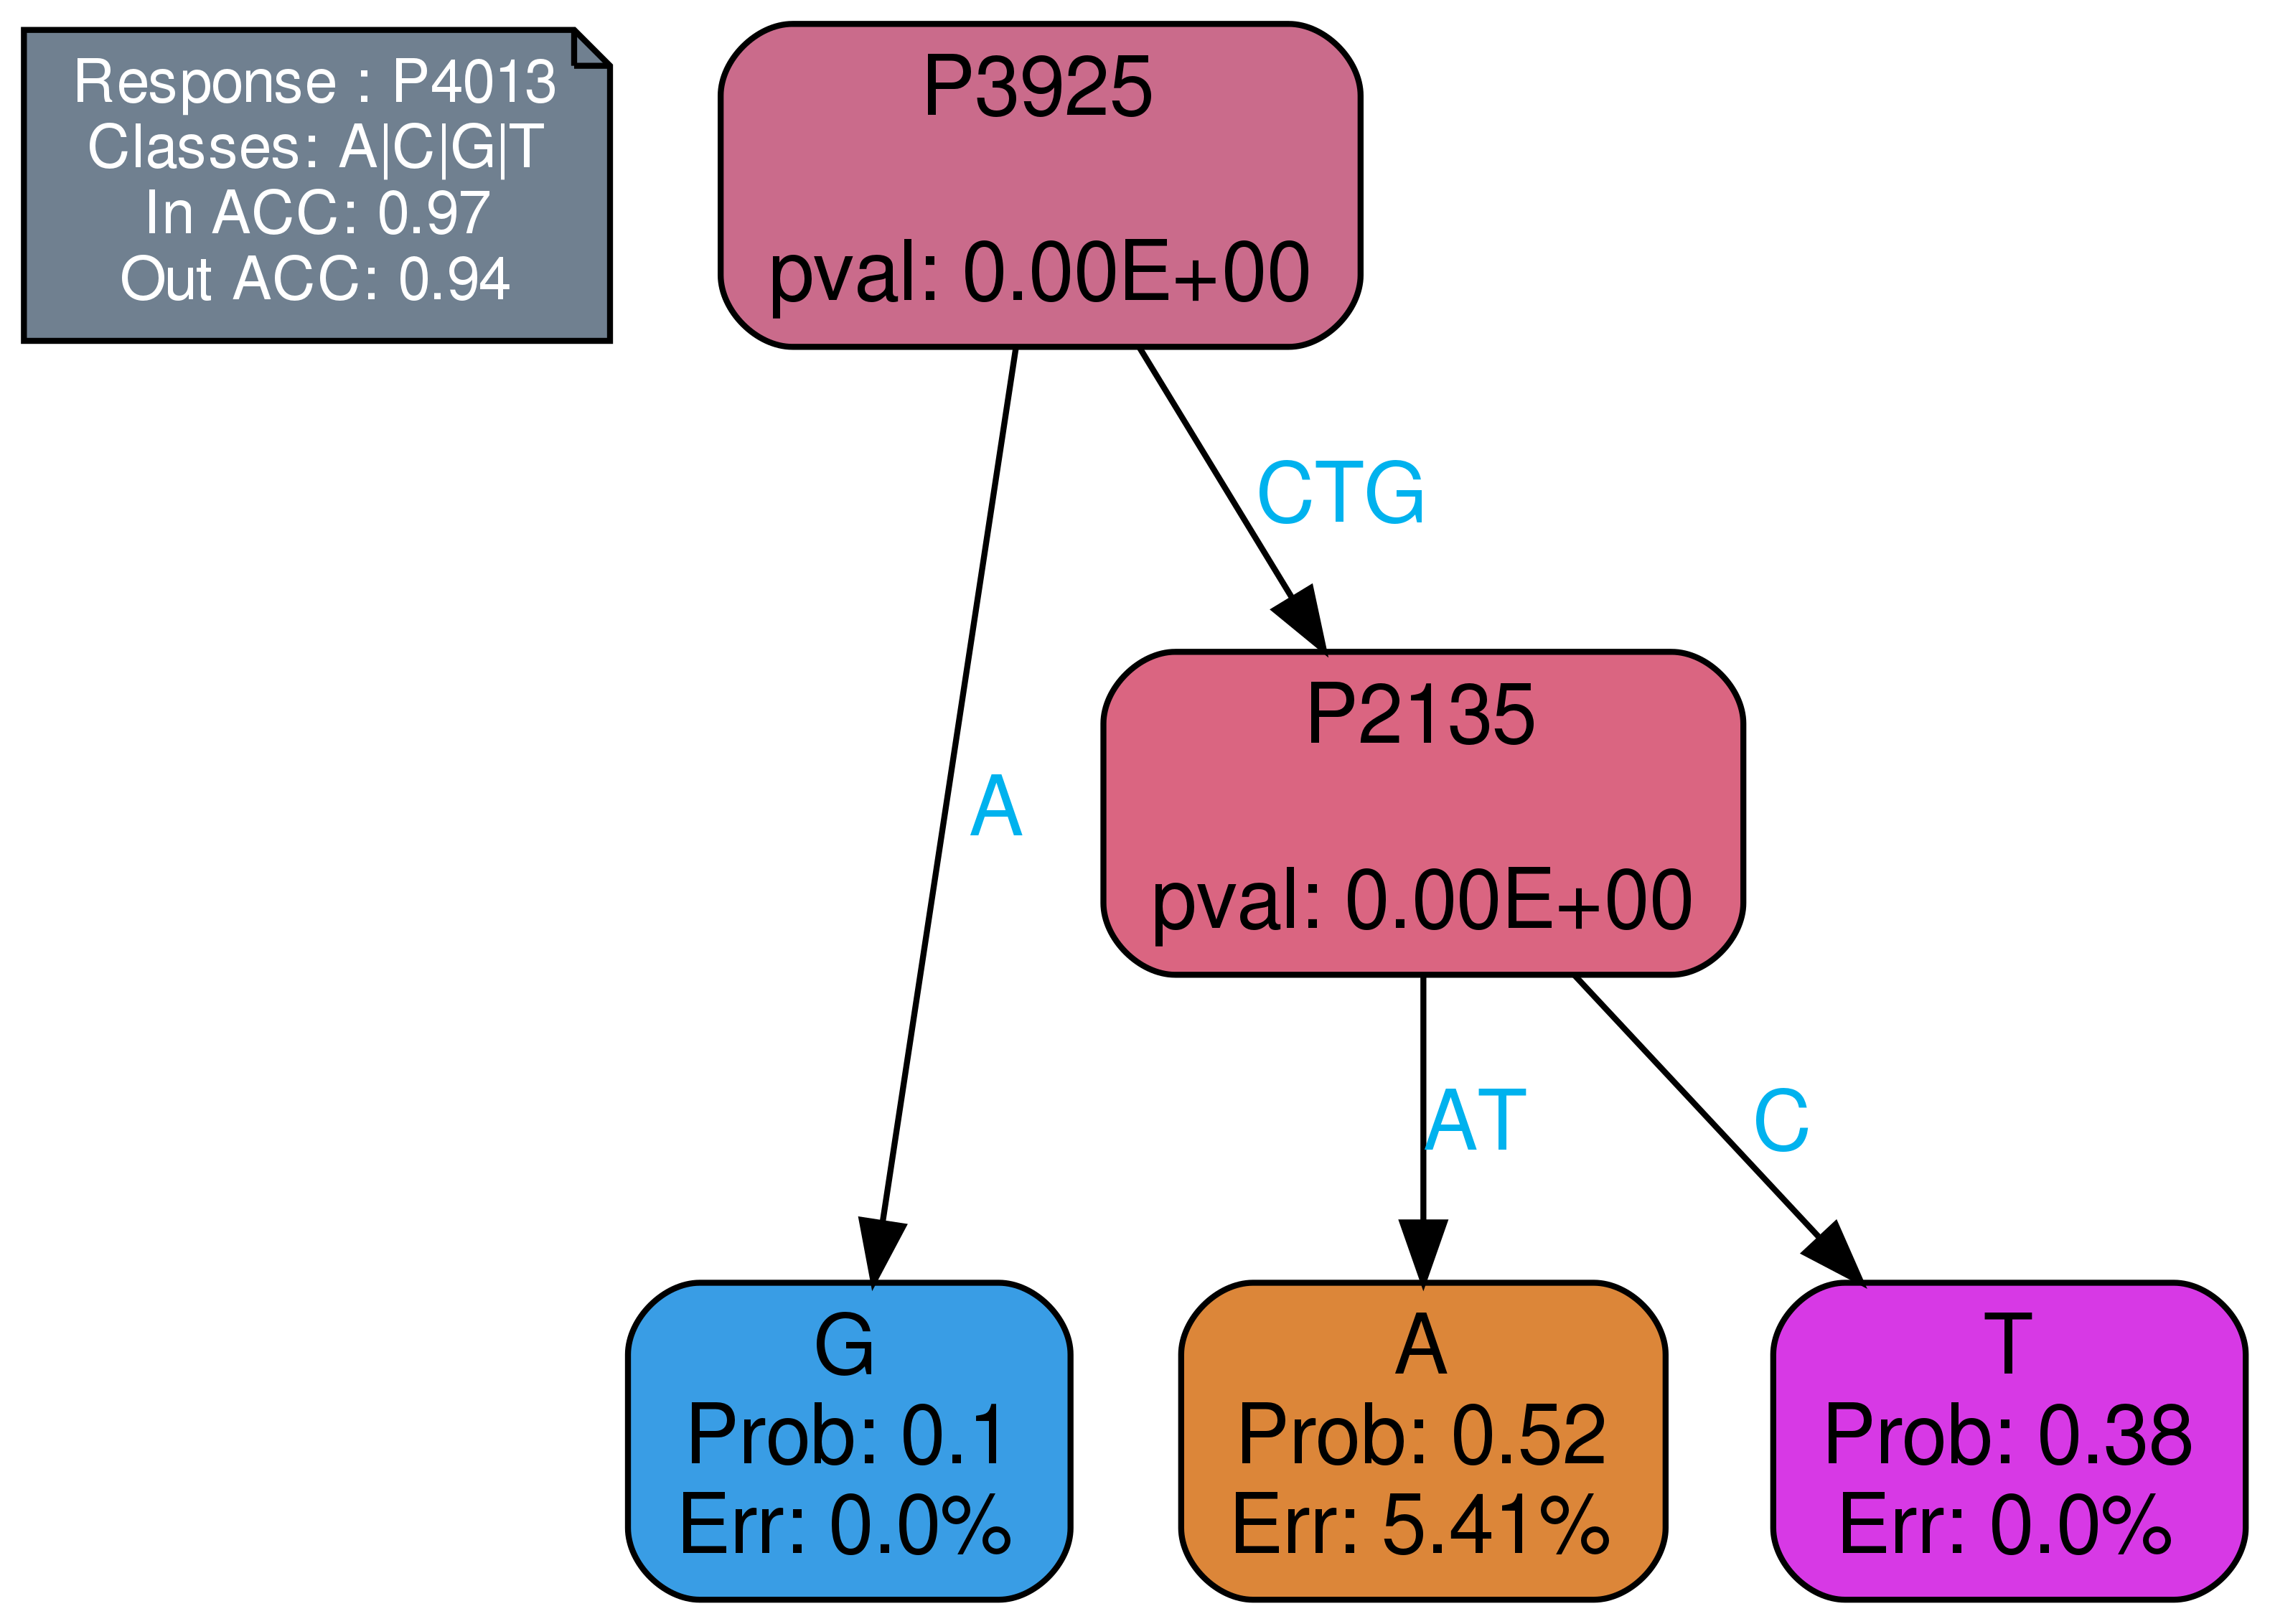 Response : P4013
Classes: A|C|G|T
In ACC: 0.97
Out ACC: 0.94
P3925
pval: 0.00E+00
CTG
A
P2135
pval: 0.00E+00
AT
C
G
Prob: 0.1
Err: 0.0%
A
Prob: 0.52
Err: 5.41%
T
Prob: 0.38
Err: 0.0%